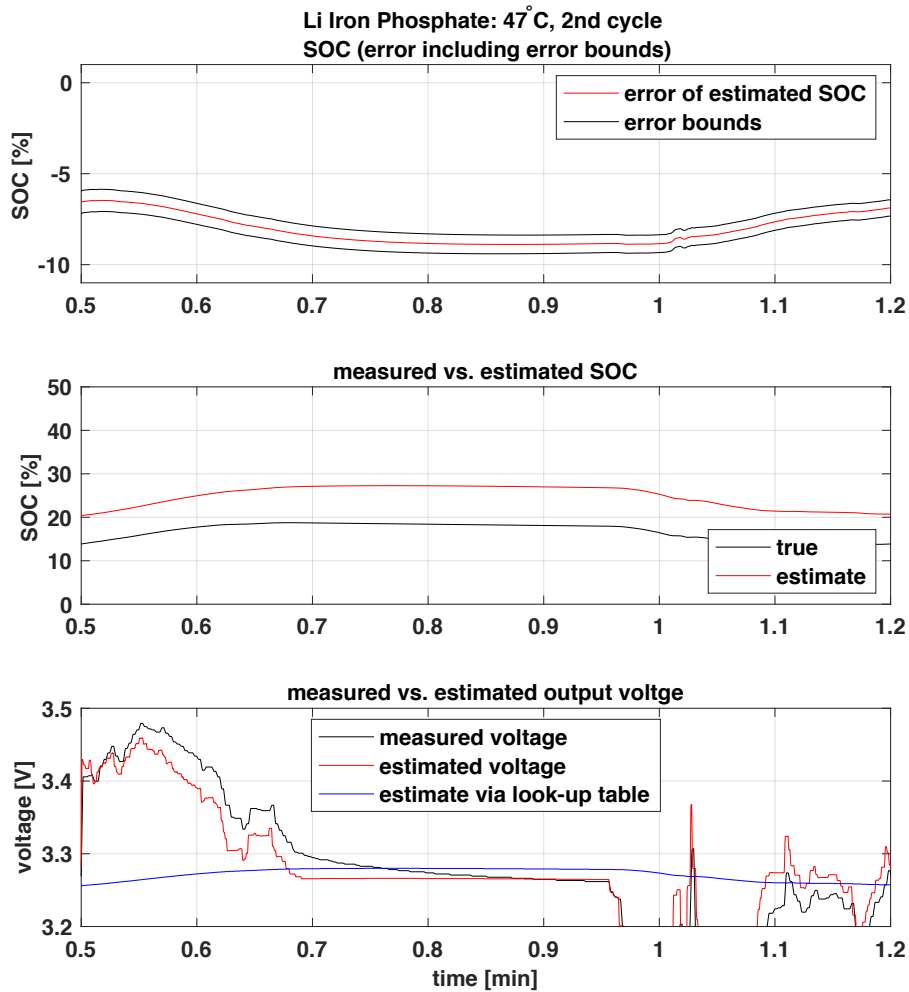 Li Iron Phosphate: 47°C, 2nd cycle
SOC (error including error bounds)
SOC [%]
0
-5
-10
error of estimated SOC
error bounds
0.5 0.6 0.7 0.8 0.9 1 1.1 1.2
measured vs. estimated SOC
SOC [%]
50
40
30
20
10
0
true
estimate
0.5 0.6 0.7 0.8 0.9 1 1.1 1.2
measured vs. estimated output voltge
voltage [V]
3.5
3.4
3.3
3.2
measured voltage
estimated voltage
estimate via look-up table
0.5 0.6 0.7 0.8 0.9 1 1.1 1.2
time [min]